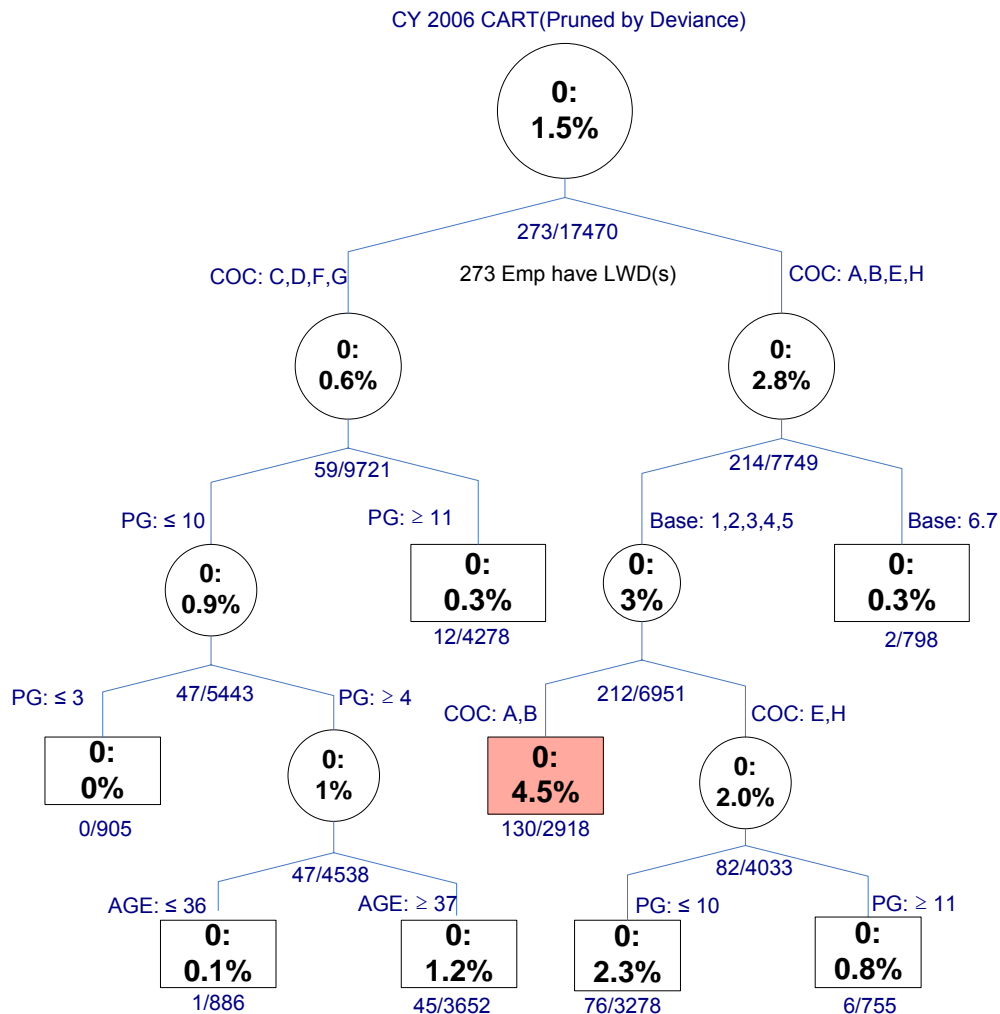 CY 2006 CART(Pruned by Deviance)
0:
1.5%
273/17470
COC: C,D,F,G
273 Emp have LWD(s)
COC: A,B,E,H
0:
0.6%
0:
2.8%
59/9721
214/7749
PG: ≤ 10
PG: ≥ 11
Base: 1,2,3,4,5
Base: 6.7
0:
0.9%
0:
0.3%
0:
3%
0:
0.3%
12/4278
2/798
PG: ≤ 3
47/5443
PG: ≥ 4
COC: A,B
212/6951
COC: E,H
0:
0%
0:
1%
0:
4.5%
0:
2.0%
0/905
130/2918
47/4538
82/4033
AGE: ≤ 36
AGE: ≥ 37
PG: ≤ 10
PG: ≥ 11
0:
0.1%
0:
1.2%
0:
2.3%
0:
0.8%
1/886
45/3652
76/3278
6/755